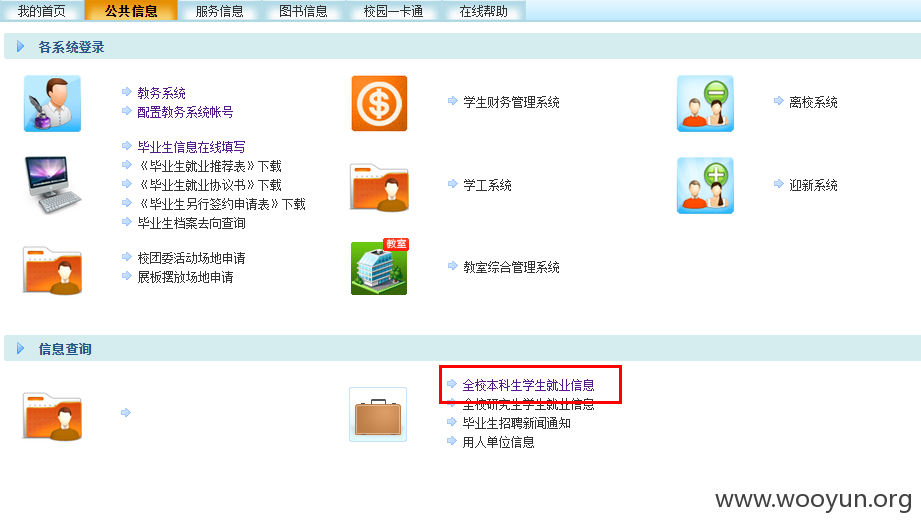 我的首页 公共信息 服务信息 图书信息 校园一卡通 在线帮助
各系统登录
教务系统
配置教务系统帐号
学生财务管理系统
离校系统
毕业生信息在线填写
《毕业生就业推荐表》下载
《毕业生就业协议书》下载
《毕业生另行签约申请表》下载
毕业生档案去向查询
学工系统
迎新系统
校团委活动场地申请
展板摆放场地申请
教室
教室综合管理系统
信息查询
全校本科生学生就业信息
全校研究生学生就业信息
毕业生招聘新闻通知
用人单位信息
www.wooyun.org